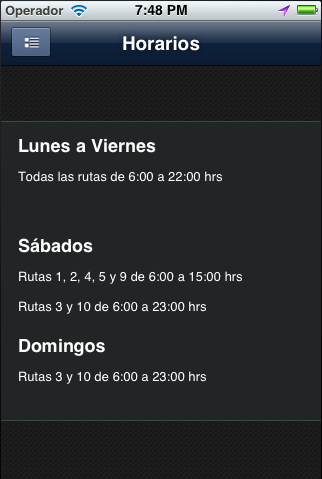 Operador 7:48 PM
Horarios
Lunes a Viernes
Todas las rutas de 6:00 a 22:00 hrs
Sábados
Rutas 1, 2, 4, 5 y 9 de 6:00 a 15:00 hrs
Rutas 3 y 10 de 6:00 a 23:00 hrs
Domingos
Rutas 3 y 10 de 6:00 a 23:00 hrs